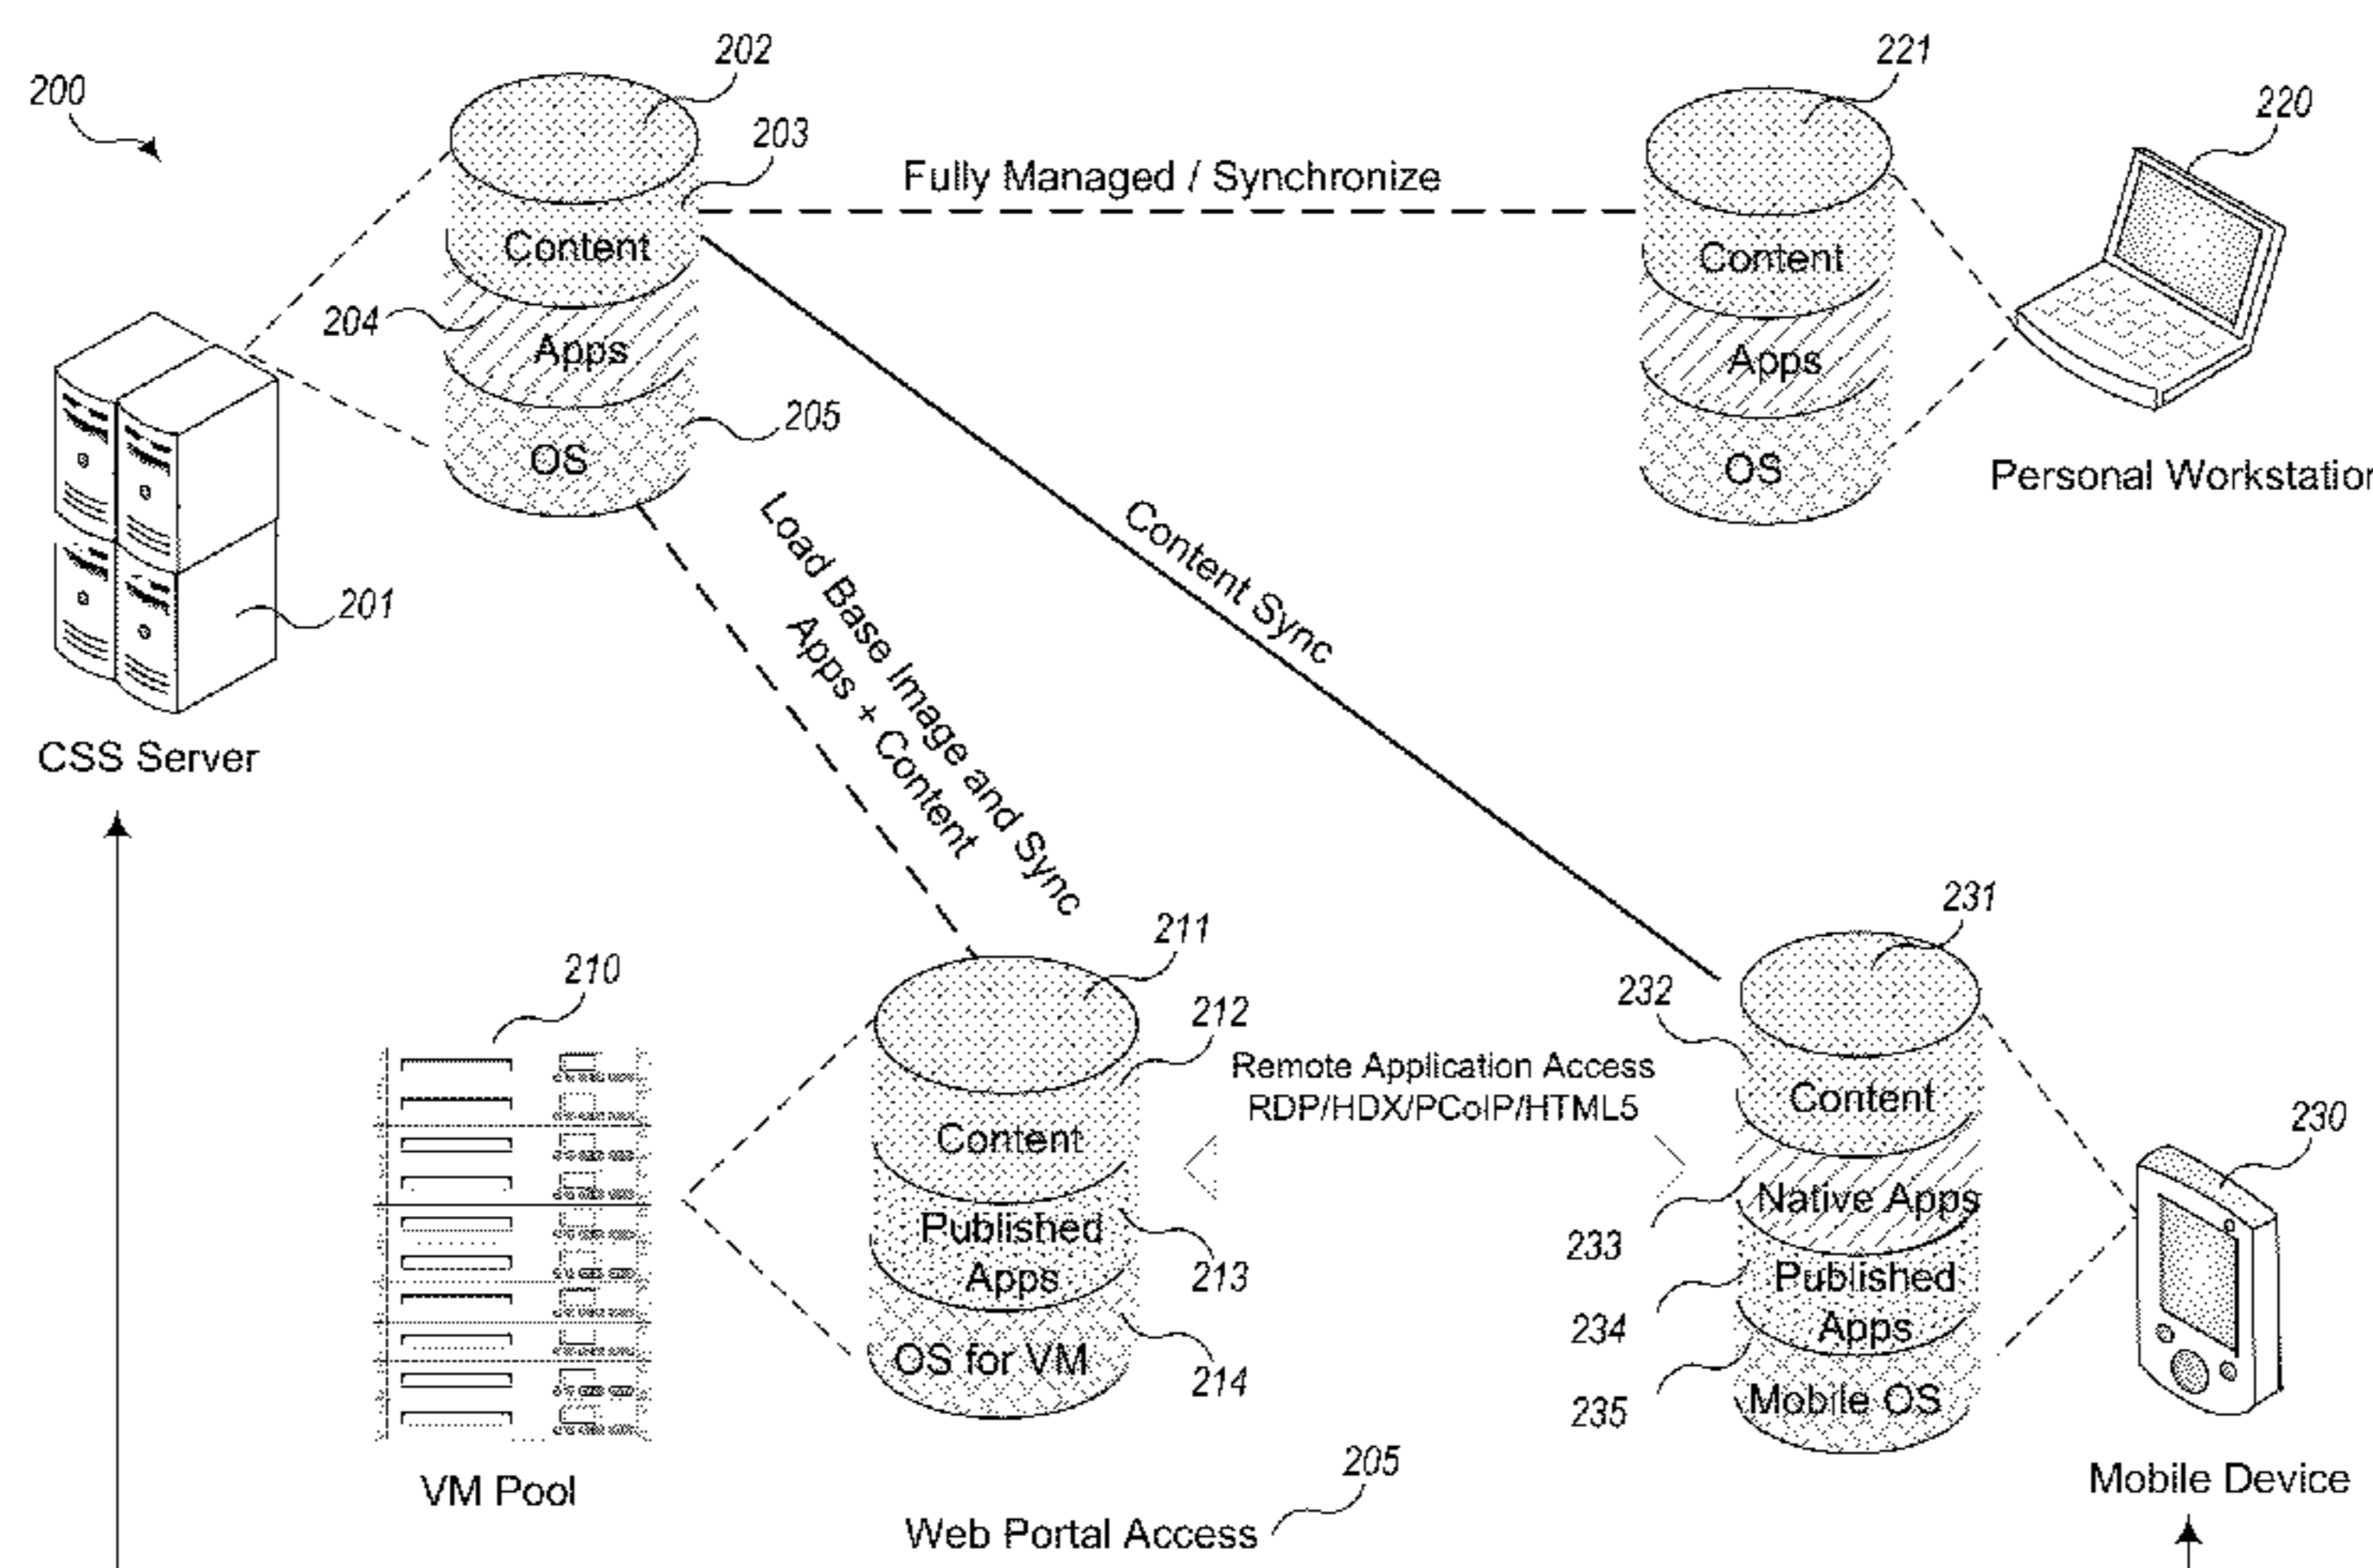 200
202
203
Fully Managed / Synchronize
221
220
Content
204
Apps
205
OS
Content
Apps
OS
Personal Workstation
201
CSS Server
Load Base Image and Sync
Apps + Content
Content Sync
210
211
212
Remote Application Access
RDP/HDX/PCoIP/HTML5
231
232
230
Content
Published
Apps
213
OS for VM
214
Content
Native Apps
233
Published
Apps
234
Mobile OS
235
VM Pool
Mobile Device
Web Portal Access
205